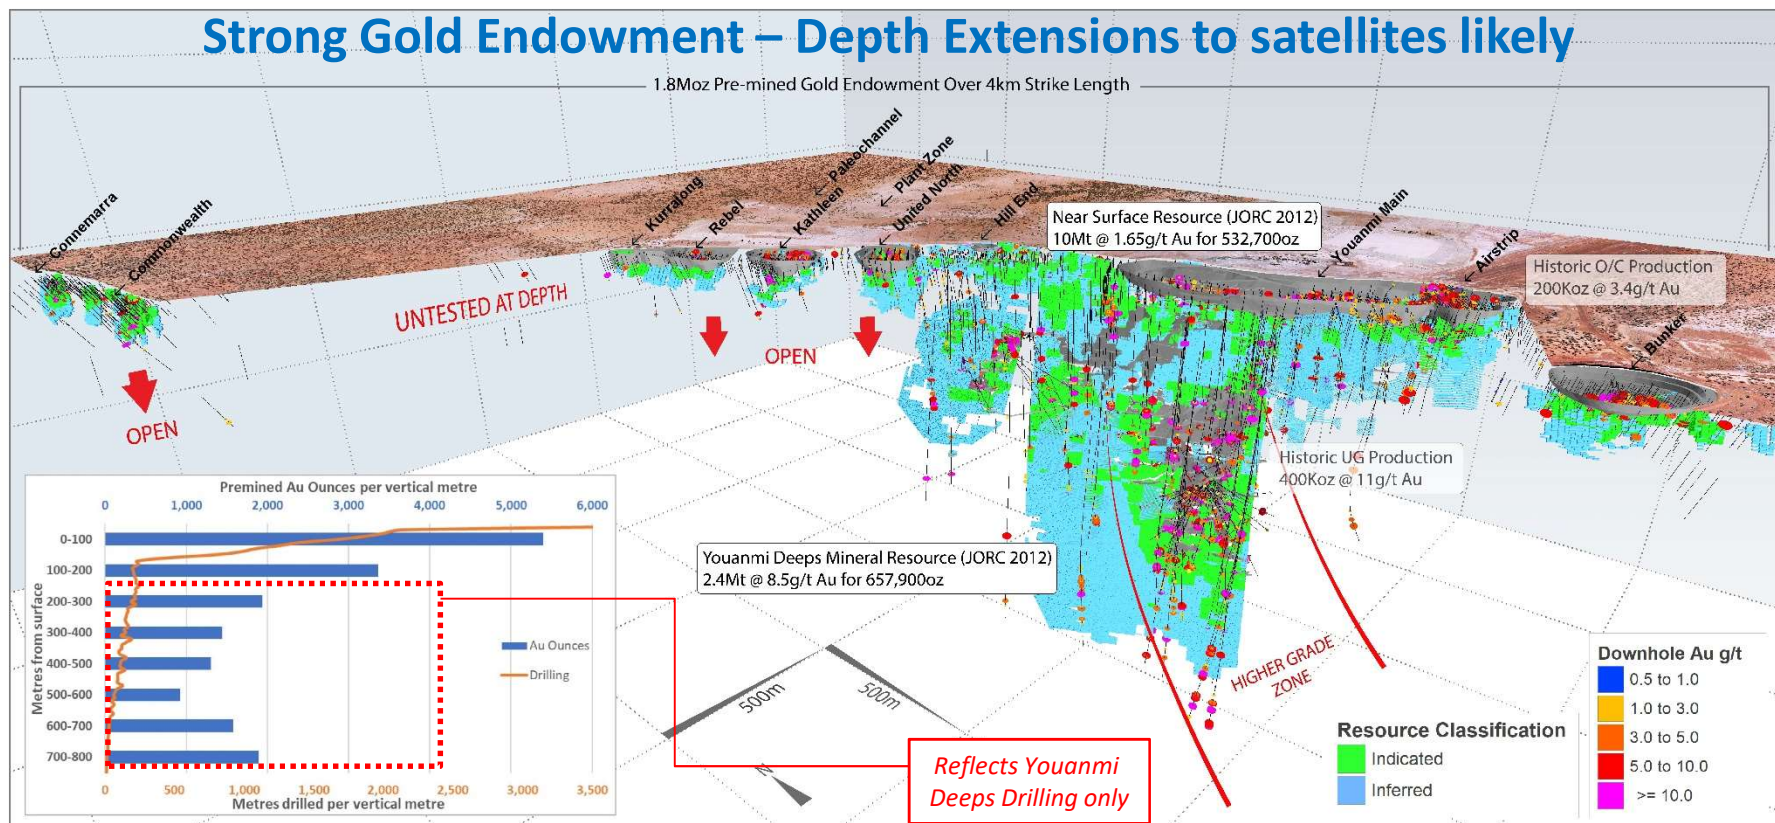 Strong Gold Endowment – Depth Extensions to satellites likely
1.8Moz Pre-mined Gold Endowment Over 4km Strike Length
Connemarra
Commonwealth
Kurrajong
Rebel
Kathleen
Paleochannel
Plant Zone
United North
Hill End
Youanmi Main
Airstrip
Bunker
Near Surface Resource (JORC 2012)
10Mt @ 1.65g/t Au for 532,700oz
Historic O/C Production
200Koz @ 3.4g/t Au
UNTESTED AT DEPTH
OPEN
OPEN
Historic UG Production
400Koz @ 11g/t Au
Youanmi Deeps Mineral Resource (JORC 2012)
2.4Mt @ 8.5g/t Au for 657,900oz
HIGHER GRADE
ZONE
500m
500m
N
Premined Au Ounces per vertical metre
0 1,000 2,000 3,000 4,000 5,000 6,000
Metres from surface
0-100
100-200
200-300
300-400
400-500
500-600
600-700
700-800
Au Ounces
Drilling
0 500 1,000 1,500 2,000 2,500 3,000 3,500
Metres drilled per vertical metre
Reflects Youanmi
Deeps Drilling only
Resource Classification
Indicated
Inferred
Downhole Au g/t
0.5 to 1.0
1.0 to 3.0
3.0 to 5.0
5.0 to 10.0
>= 10.0